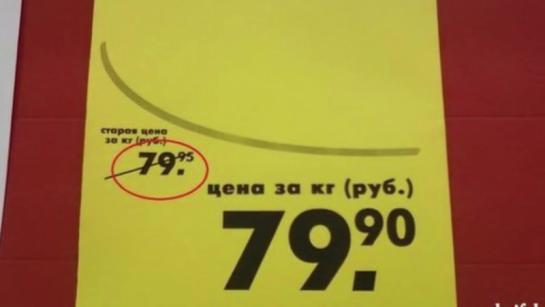 старая цена
за кг (руб.)
79.95
цена за кг (руб.)
79.90